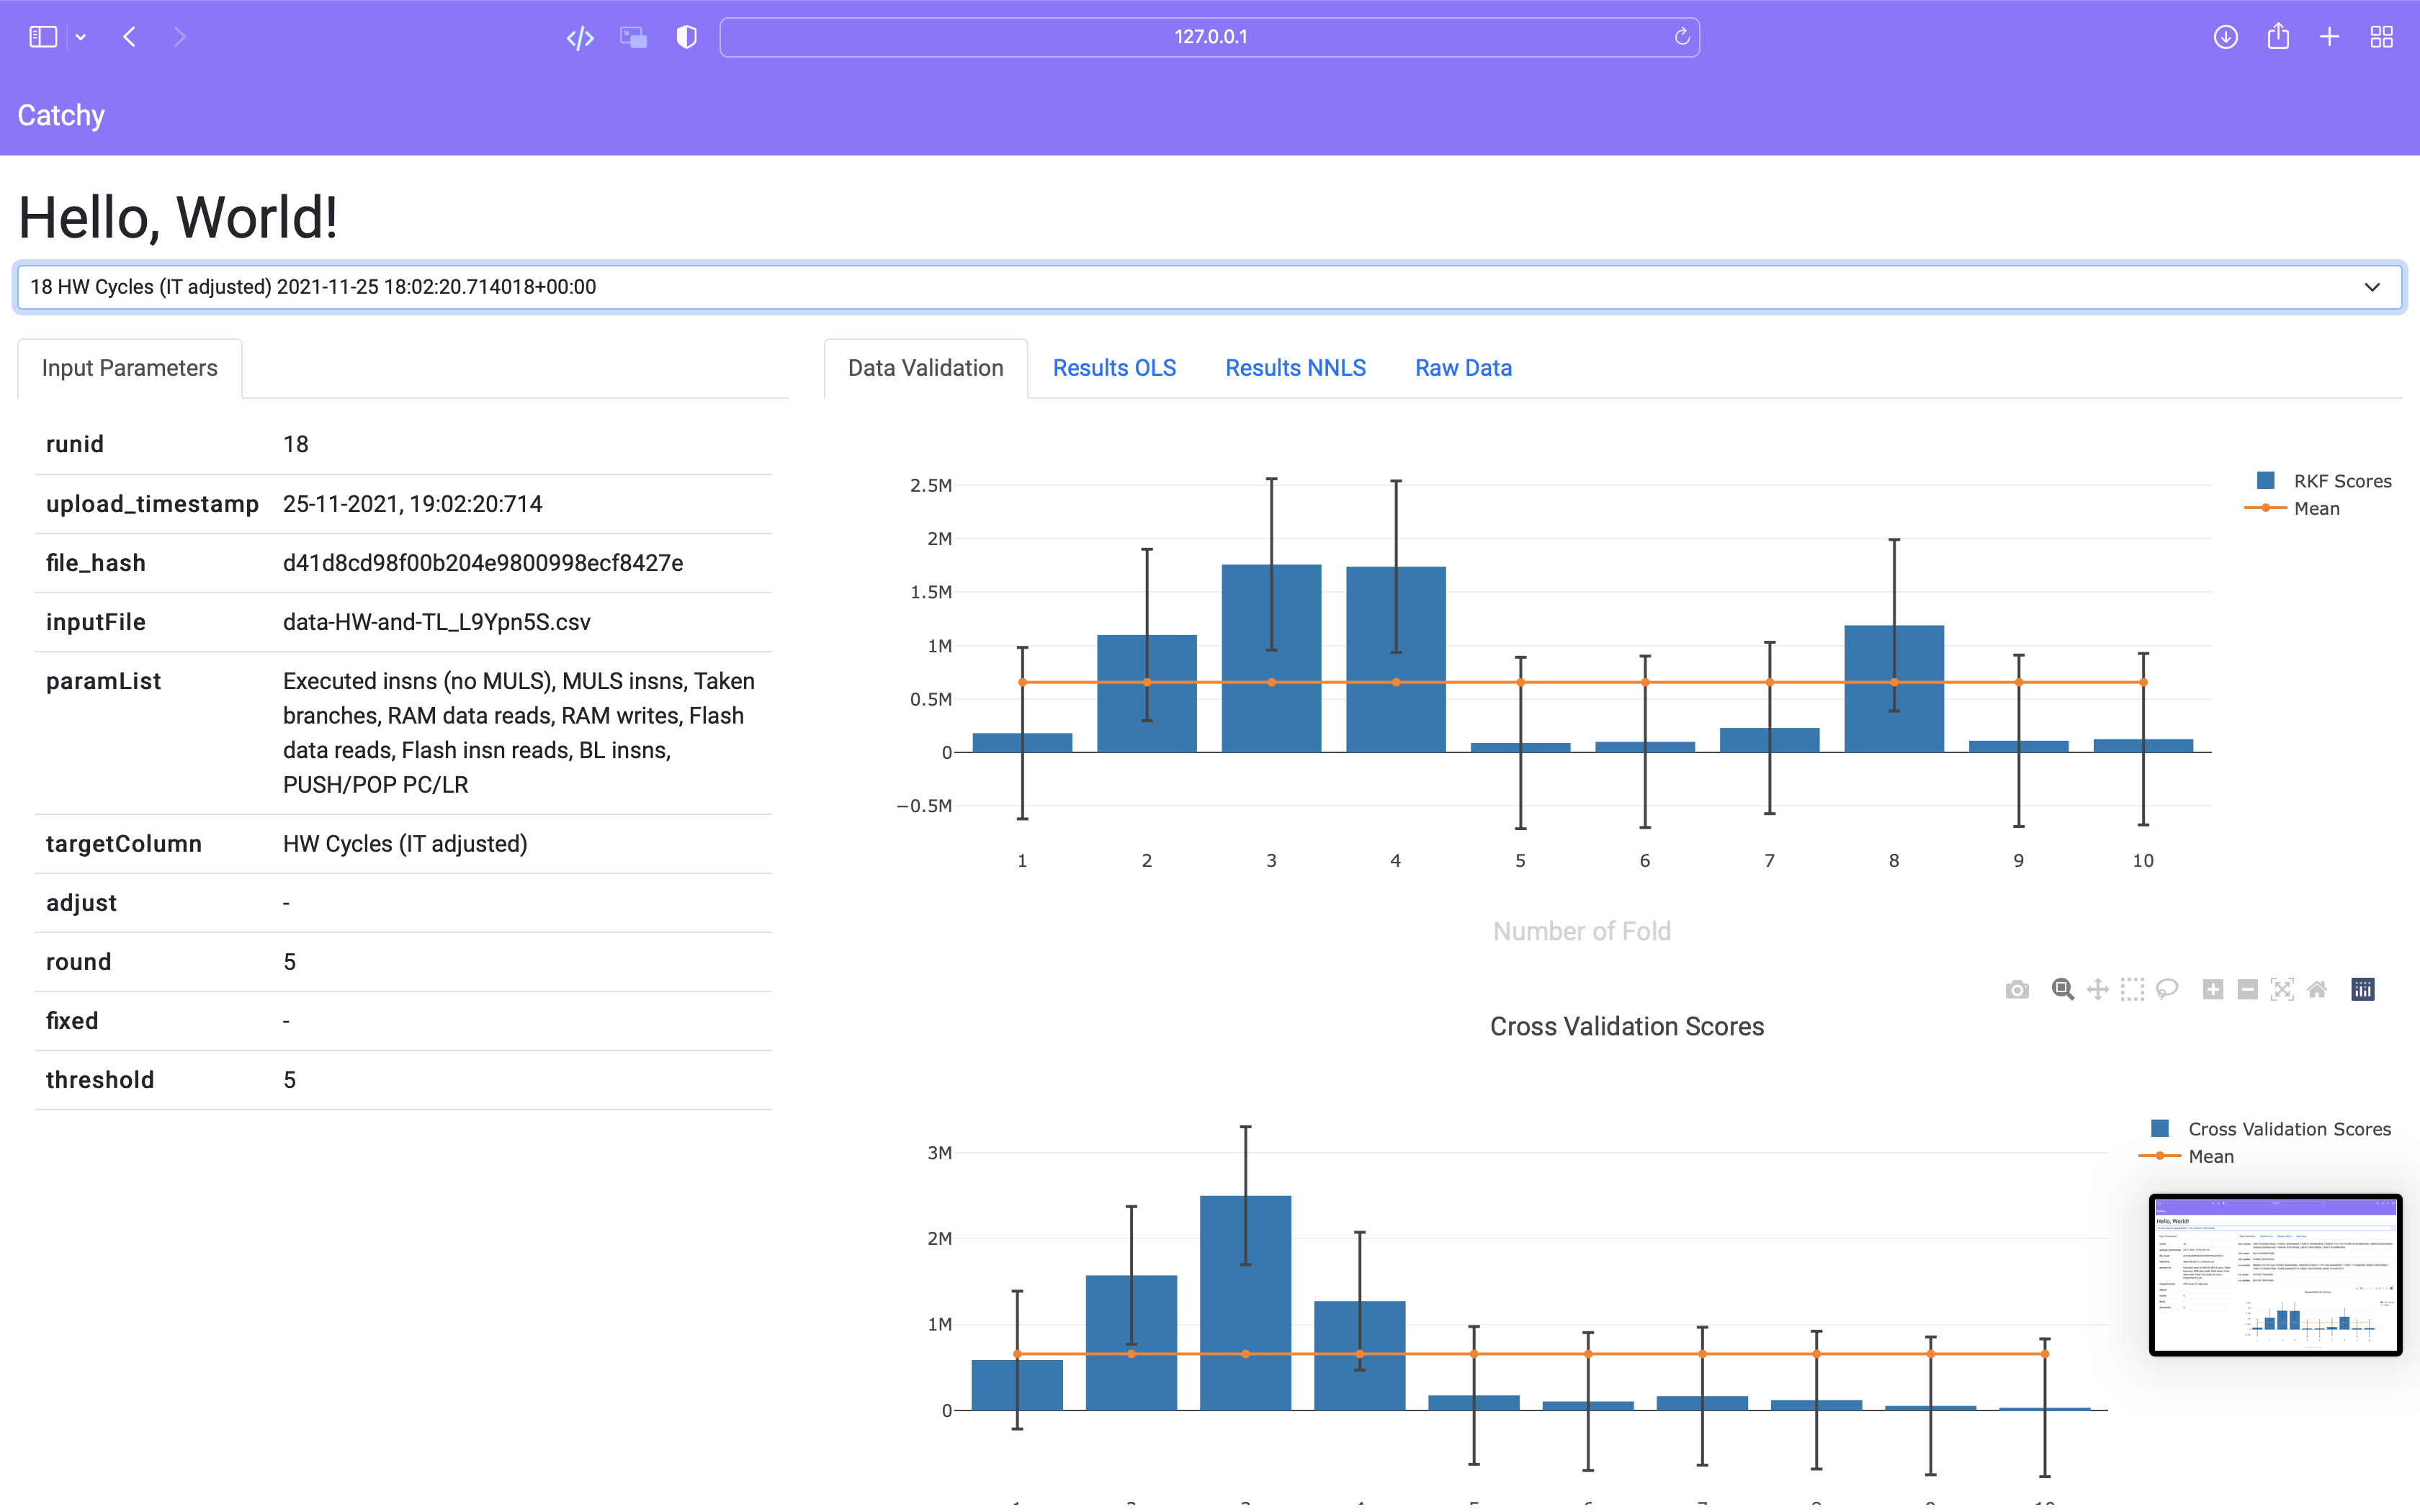 127.0.0.1
Catchy
Hello, World!
18 HW Cycles (IT adjusted) 2021-11-25 18:02:20.714018+00:00
Input Parameters
runid 18
upload_timestamp 25-11-2021, 19:02:20:714
file_hash d41d8cd98f00b204e9800998ecf8427e
inputFile data-HW-and-TL_L9Ypn5S.csv
paramList Executed insns (no MULS), MULS insns, Taken
branches, RAM data reads, RAM writes, Flash
data reads, Flash insn reads, BL insns,
PUSH/POP PC/LR
targetColumn HW Cycles (IT adjusted)
adjust -
round 5
fixed -
threshold 5
Data Validation Results OLS Results NNLS Raw Data
RKF Scores
Mean
2.5M
2M
1.5M
1M
0.5M
0
−0.5M
1 2 3 4 5 6 7 8 9 10
Number of Fold
Cross Validation Scores
Cross Validation Scores
Mean
3M
2M
1M
0
Hello, World!